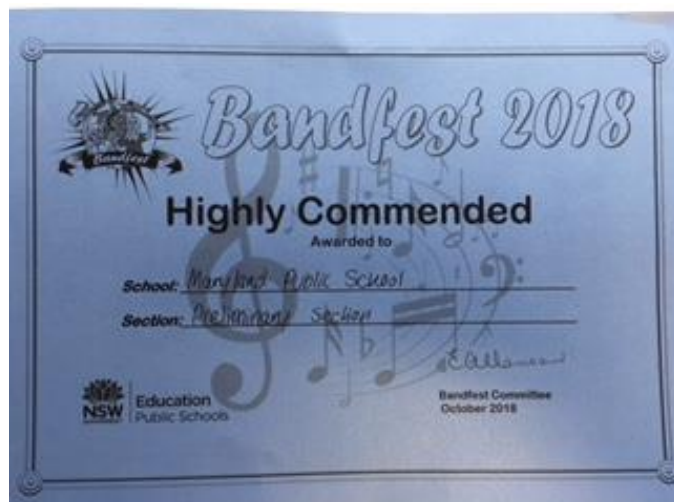 Bandfest 2018
Bandfest
Highly Commended
Awarded to
School: Maryland Public School
Section: Preliminary Section
NSW
Education
Public Schools
Bandfest Committee
October 2018